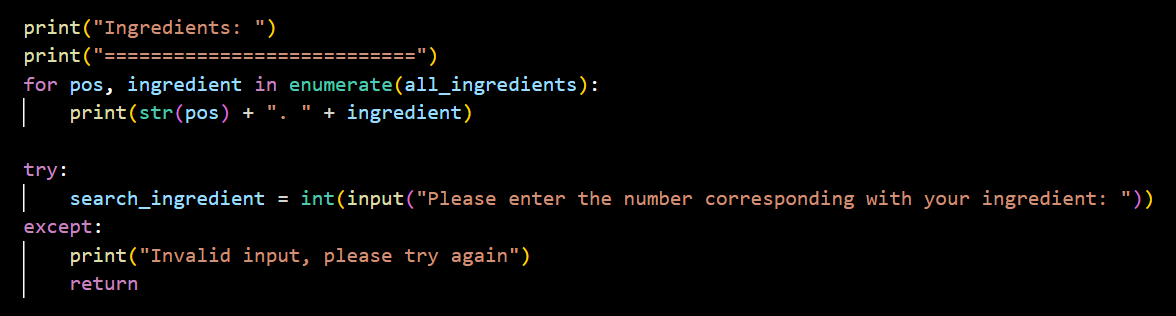 print("Ingredients: ")
print("===========================")
for pos, ingredient in enumerate(all_ingredients):
    print(str(pos) + ". " + ingredient)

try:
    search_ingredient = int(input("Please enter the number corresponding with your ingredient: "))
except:
    print("Invalid input, please try again")
    return